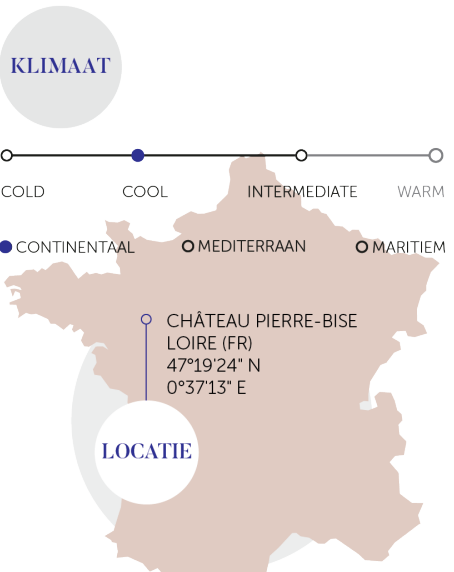 KLIMAAT
COLD COOL INTERMEDIATE WARM
CONTINENTAAL MEDITERRAAN MARITIEM
CHÂTEAU PIERRE-BISE
LOIRE (FR)
47°19'24" N
0°37'13" E
LOCATIE